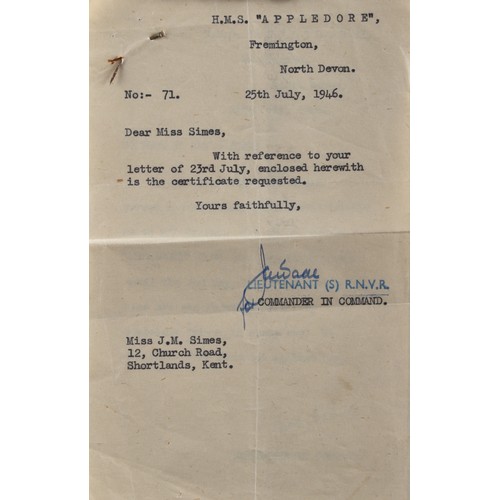 H.M.S. "APPLEDORE",
Fremington,
North Devon.
No:- 71. 25th July, 1946.
Dear Miss Simes,
With reference to your
letter of 23rd July, enclosed herewith
is the certificate requested.
Yours faithfully,
LIEUTENANT (S) R.N.V.R.
COMMANDER IN COMMAND.
Miss J.M. Simes,
12, Church Road,
Shortlands, Kent.